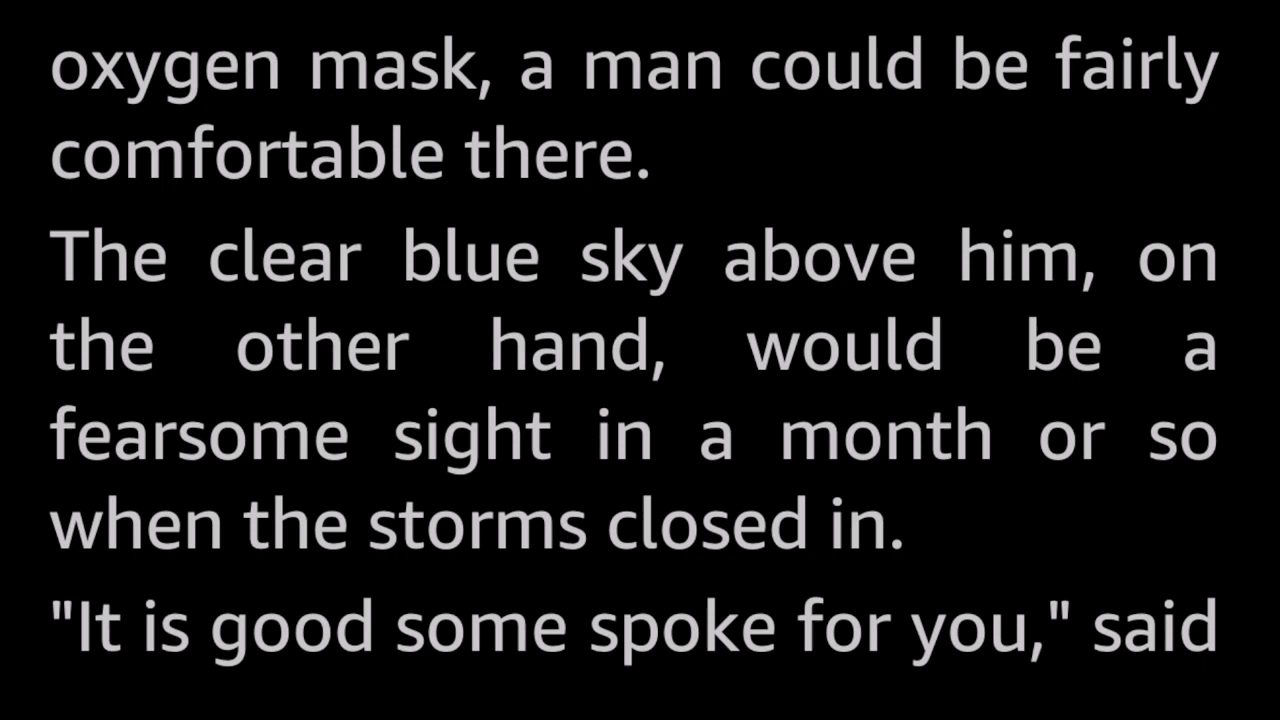 oxygen mask, a man could be fairly
comfortable there.
The clear blue sky above him, on
the other hand, would be a
fearsome sight in a month or so
when the storms closed in.
"It is good some spoke for you," said